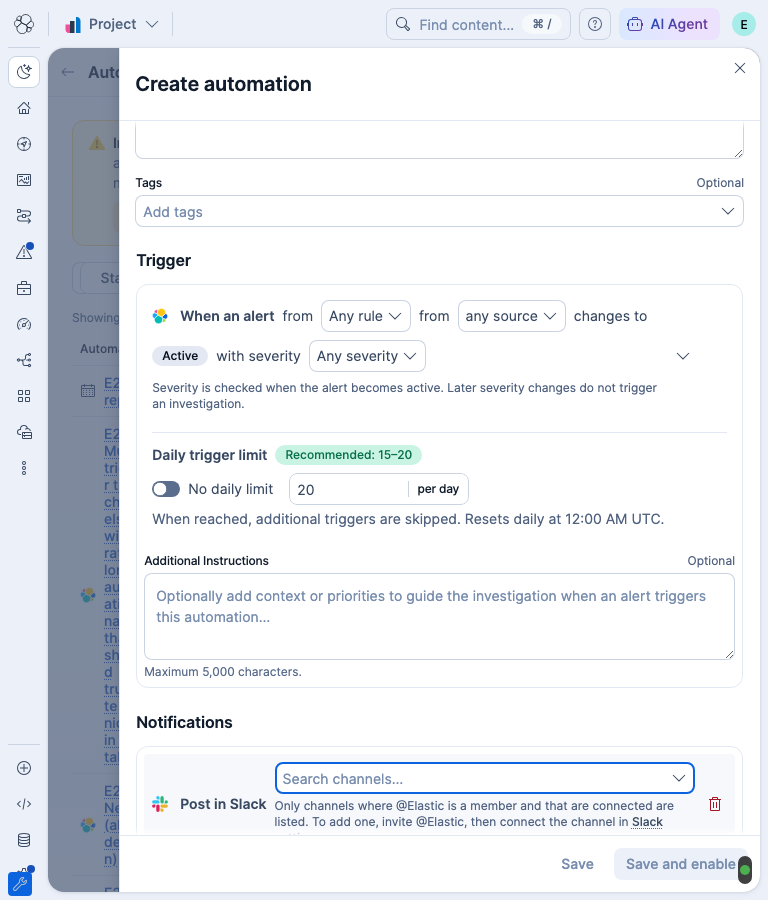 Project
Find content...
⌘ /
AI Agent
E
Create automation
Tags
Optional
Add tags
Trigger
When an alert from Any rule from any source changes to
Active with severity Any severity
Severity is checked when the alert becomes active. Later severity changes do not trigger
an investigation.
Daily trigger limit Recommended: 15–20
No daily limit 20 per day
When reached, additional triggers are skipped. Resets daily at 12:00 AM UTC.
Additional Instructions
Optional
Optionally add context or priorities to guide the investigation when an alert triggers
this automation...
Maximum 5,000 characters.
Notifications
Search channels...
Post in Slack
Only channels where @Elastic is a member and that are connected are
listed. To add one, invite @Elastic, then connect the channel in Slack
Save
Save and enable
Showing